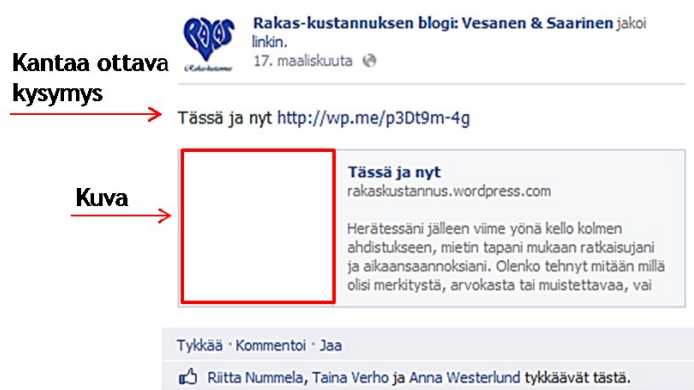 Rakas-kustannuksen blogi: Vesanen & Saarinen jakoi
linkin.
17. maaliskuuta
RAKAS
Rakas-kustannus
Kantaa ottava
kysymys
Tässä ja nyt http://wp.me/p3Dt9m-4g
Kuva
Tässä ja nyt
rakaskustannus.wordpress.com
Herätessäni jälleen viime yönä kello kolmen
ahdistukseen, mietin tapani mukaan ratkaisujani
ja aikaansaannoksiani. Olenko tehnyt mitään millä
olisi merkitystä, arvokasta tai muistettavaa, vai
Tykkää · Kommentoi · Jaa
Riitta Nummela, Taina Verho ja Anna Westerlund tykkäävät tästä.